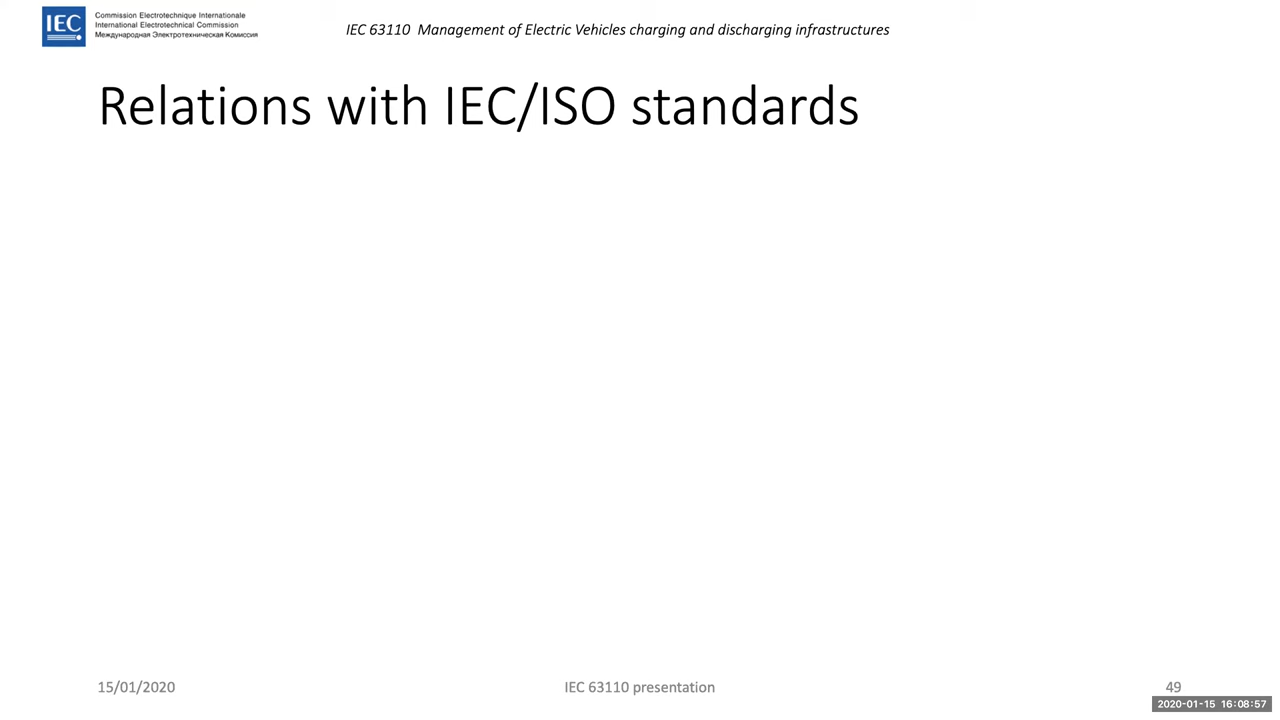 IEC
Commission Electrotechnique Internationale
International Electrotechnical Commission
Международная Электротехническая Комиссия
IEC 63110 Management of Electric Vehicles charging and discharging infrastructures
Relations with IEC/ISO standards
15/01/2020
IEC 63110 presentation
49
2020-01-15 16:08:57